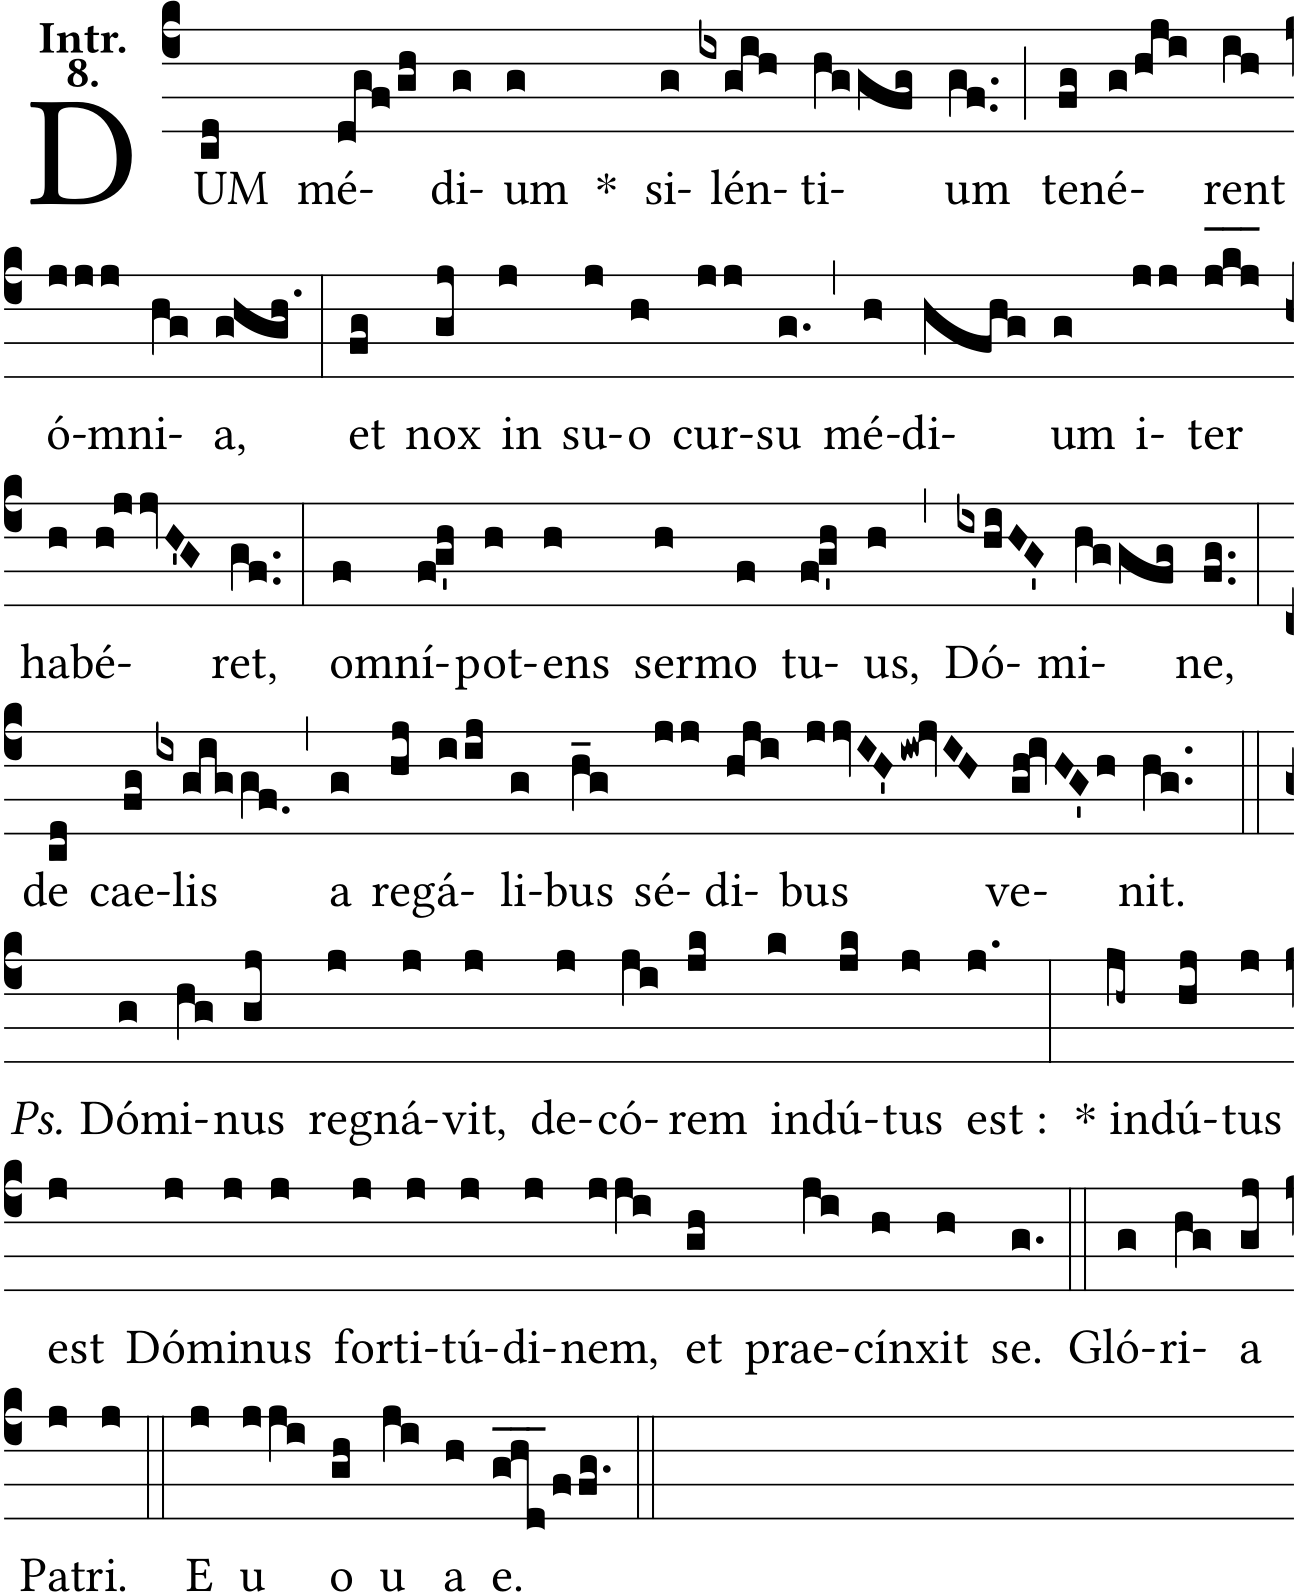 Intr.
8.
DUM mé- di- um * si- lén- ti- um tené- rent
ó-mni- a, et nox in su-o cur-su mé-di- um i- ter
habé- ret, omní-pot-ens sermo tu- us, Dó- mi- ne,
de cae-lis a regá- li-bus sé- di- bus ve- nit.
Ps. Dómi-nus regná-vit, de-có- rem indú-tus est : * indú-tus
est Dóminus forti-tú-di-nem, et prae-cínxit se. Gló-ri- a
Patri. E u o u a e.